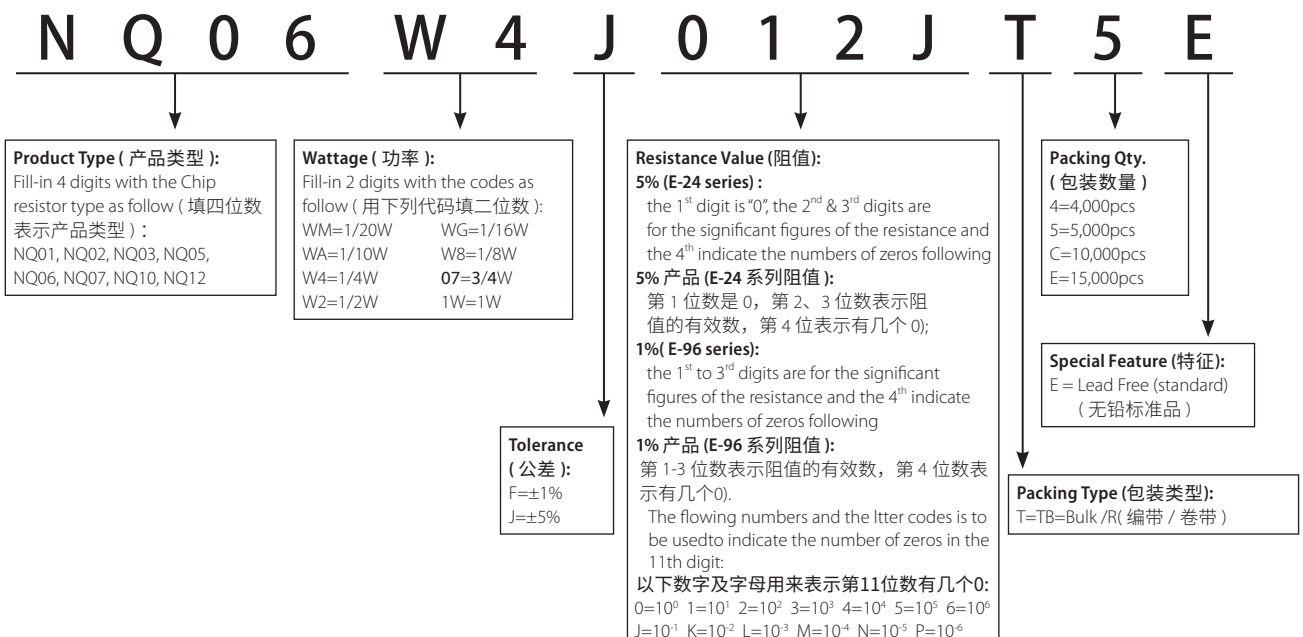 N Q 0 6 W 4 J 0 1 2 J T 5 E
Product Type ( 产品类型 ):
Fill-in 4 digits with the Chip
resistor type as follow ( 填四位数
表示产品类型 ) :
NQ01, NQ02, NQ03, NQ05,
NQ06, NQ07, NQ10, NQ12
Wattage ( 功率 ):
Fill-in 2 digits with the codes as
follow ( 用下列代码填二位数 ):
WM=1/20W WG=1/16W
WA=1/10W W8=1/8W
W4=1/4W 07=3/4W
W2=1/2W 1W=1W
Tolerance
( 公差 ):
F=±1%
J=±5%
Resistance Value (阻值):
5% (E-24 series) :
the 1st digit is "0", the 2nd & 3rd digits are
for the significant figures of the resistance and
the 4th indicate the numbers of zeros following
5% 产品 (E-24 系列阻值 ):
第 1 位数是 0，第 2、3 位数表示阻
值的有效数，第 4 位表示有几个 0);
1%( E-96 series):
the 1st to 3rd digits are for the significant
figures of the resistance and the 4th indicate
the numbers of zeros following
1% 产品 (E-96 系列阻值 ):
第 1-3 位数表示阻值的有效数，第 4 位数表
示有几个0).
The flowing numbers and the ltter codes is to
be usedto indicate the number of zeros in the
11th digit:
以下数字及字母用来表示第11位数有几个0:
0=10⁰ 1=10¹ 2=10² 3=10³ 4=10⁴ 5=10⁵ 6=10⁶
J=10⁻¹ K=10⁻² L=10⁻³ M=10⁻⁴ N=10⁻⁵ P=10⁻⁶
Packing Qty.
( 包装数量 )
4=4,000pcs
5=5,000pcs
C=10,000pcs
E=15,000pcs
Special Feature (特征):
E = Lead Free (standard)
( 无铅标准品 )
Packing Type (包装类型):
T=TB=Bulk /R( 编带 / 卷带 )